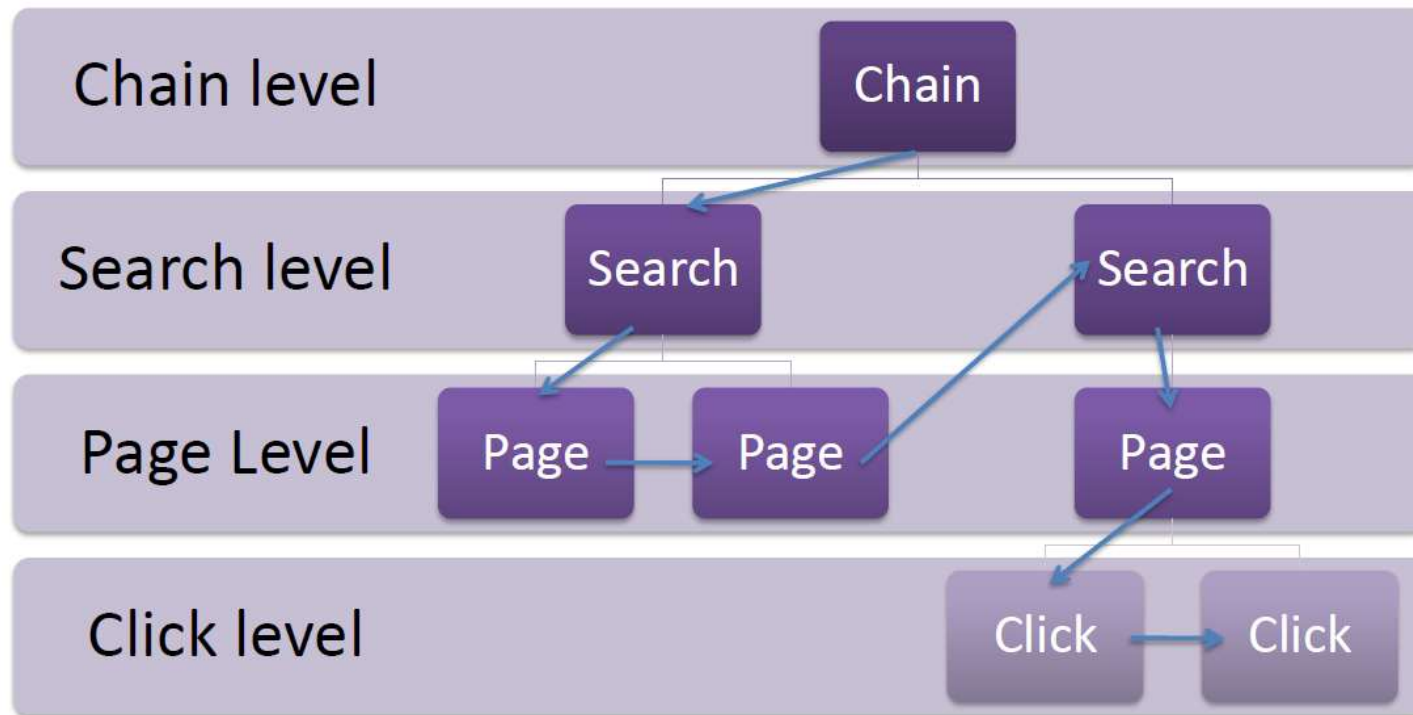 Chain level
Chain
Search level
Search
Search
Page Level
Page
Page
Page
Click level
Click
Click